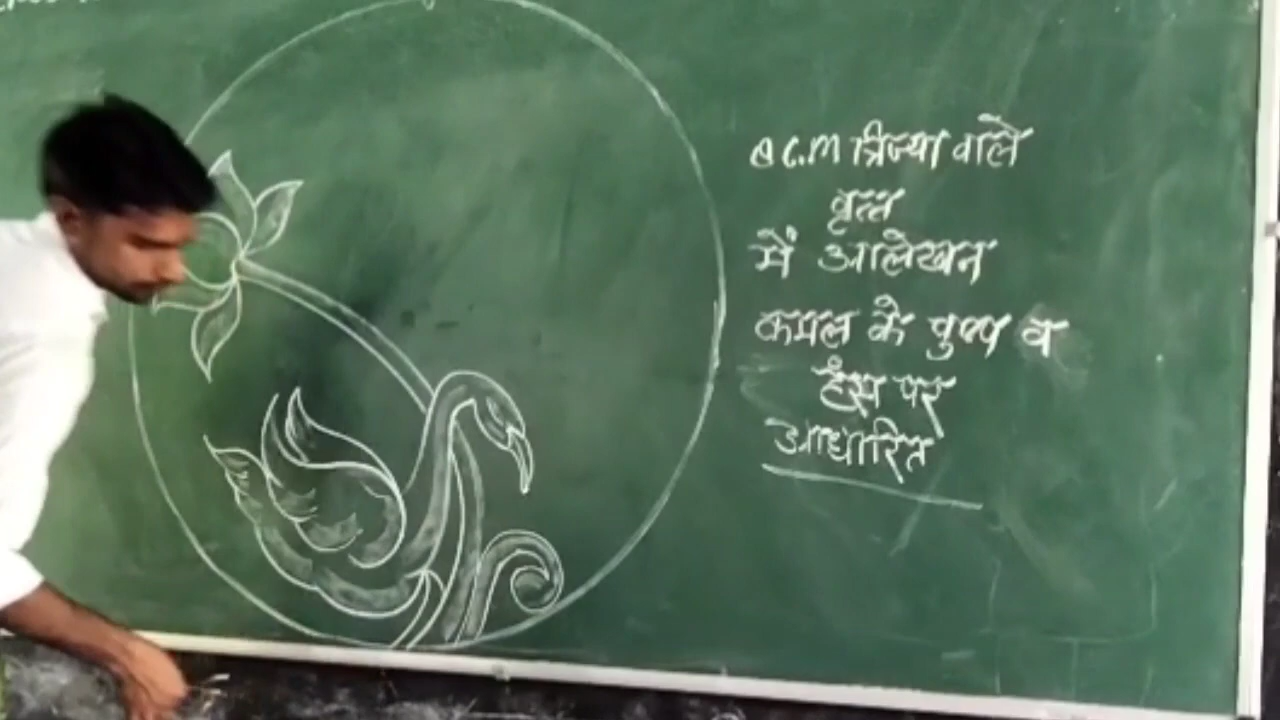 8 C.M त्रिज्या वाले
वृत्त
में आलेखन
कमल के पुष्प व
हंस पर
आधारित